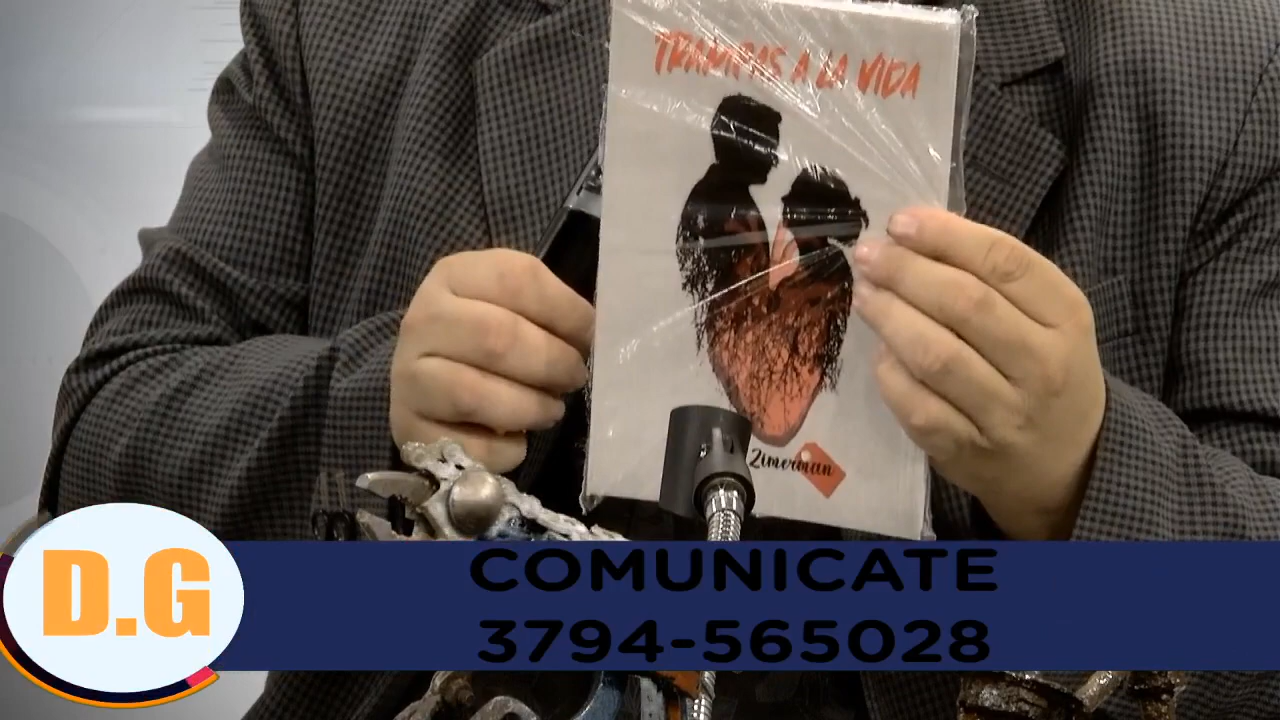 TRAMPAS A LA VIDA
Zimerman
D.G
COMUNICATE
3794-565028